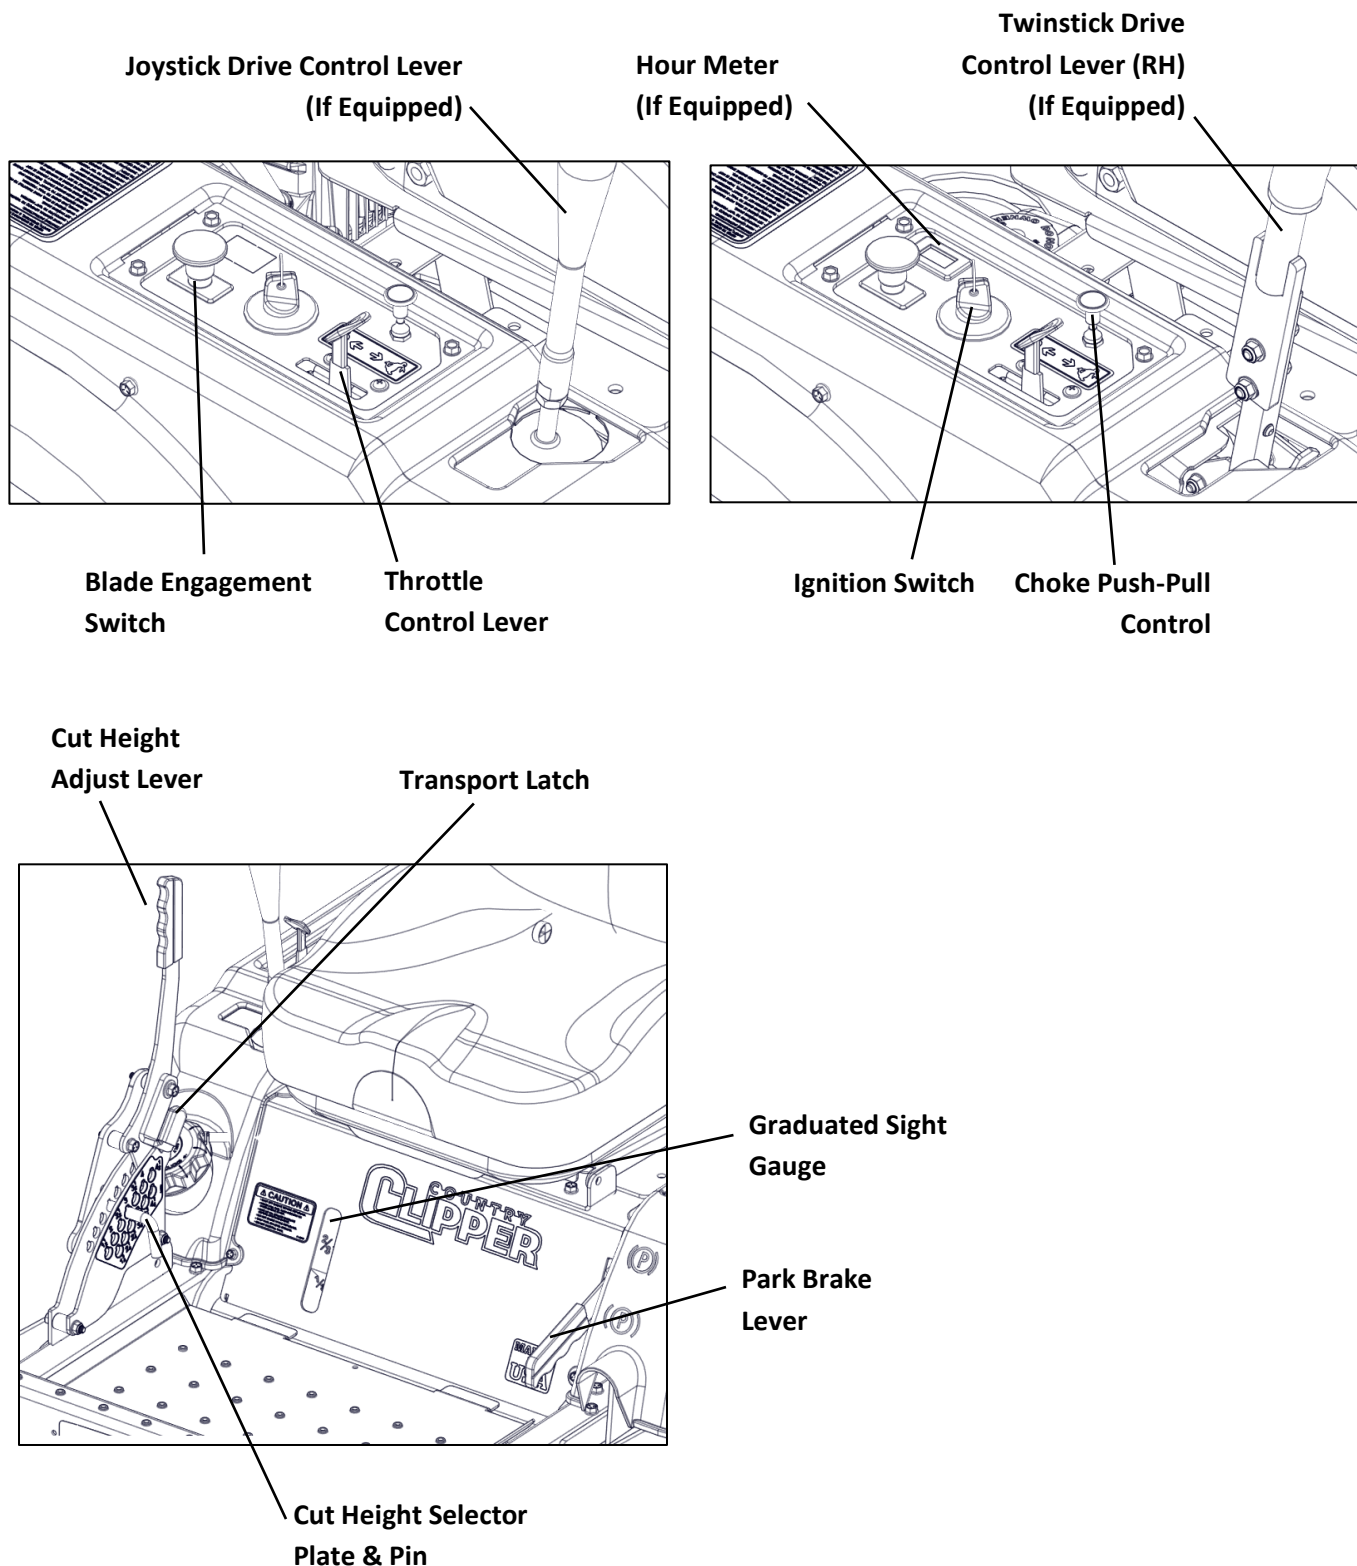 Twinstick Drive
Joystick Drive Control Lever
Hour Meter
Control Lever (RH)
(If Equipped)
(If Equipped)
(If Equipped)
Blade Engagement
Switch
Throttle
Control Lever
Ignition Switch
Choke Push-Pull
Control
Cut Height
Adjust Lever
Transport Latch
Graduated Sight
Gauge
⚠ CAUTION ⚠
COUNTRY
CLIPPER
P
P
USA
Park Brake
Lever
Cut Height Selector
Plate & Pin